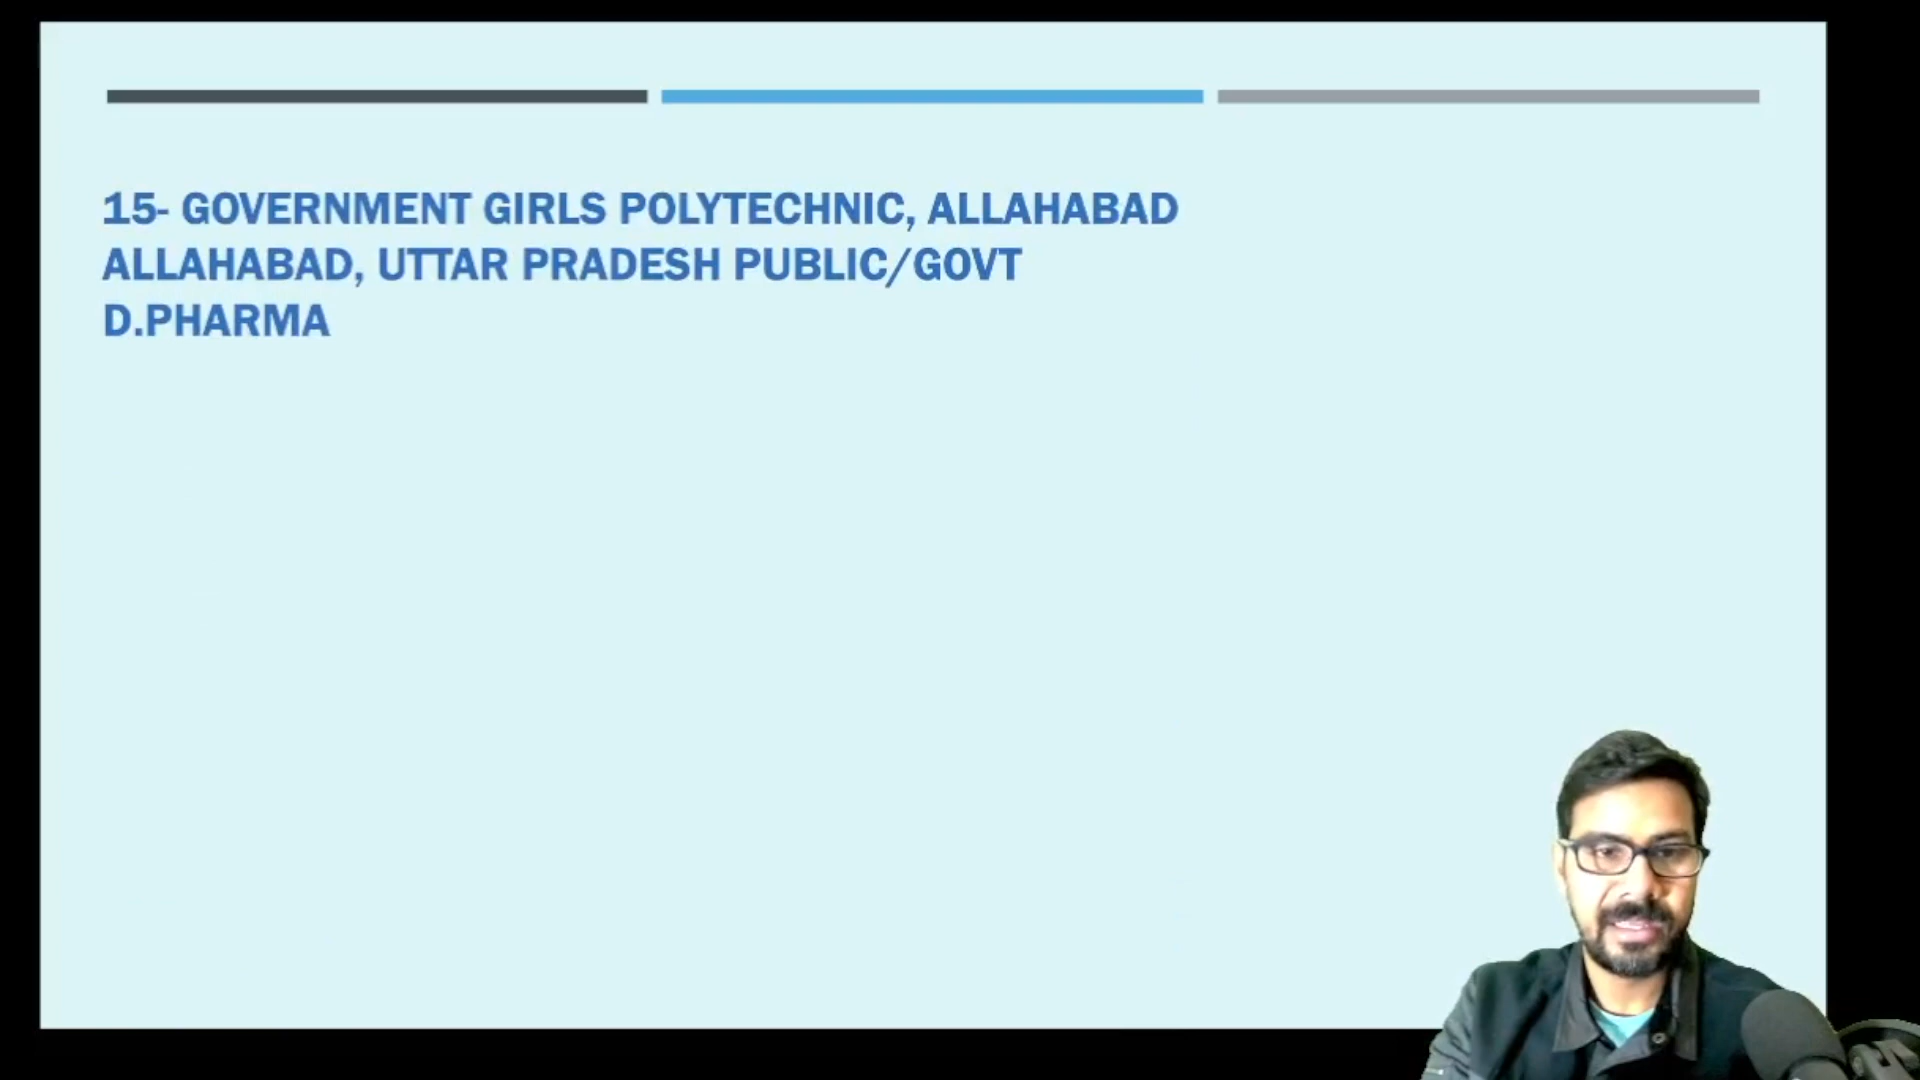 15- GOVERNMENT GIRLS POLYTECHNIC, ALLAHABAD
ALLAHABAD, UTTAR PRADESH PUBLIC/GOVT
D.PHARMA